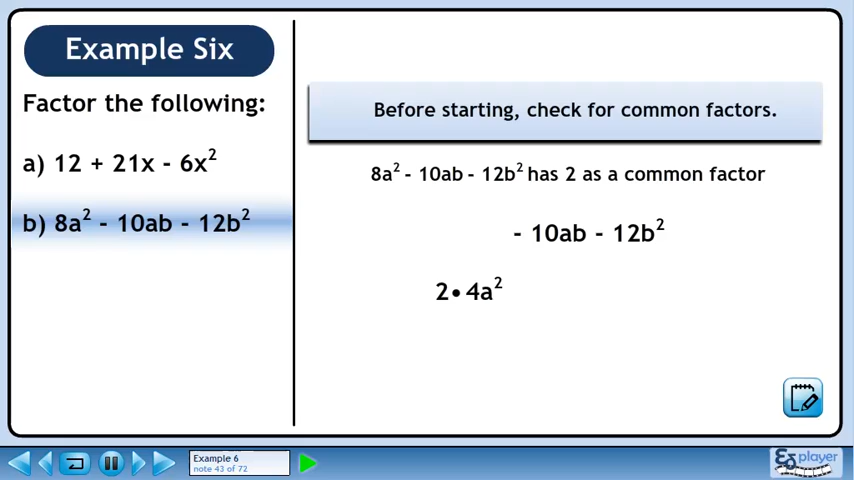 Example Six
Factor the following:
a) 12 + 21x - 6x²
b) 8a² - 10ab - 12b²
Before starting, check for common factors.
8a² - 10ab - 12b² has 2 as a common factor
- 10ab - 12b²
2•4a²
Example 6
note 43 of 72
player